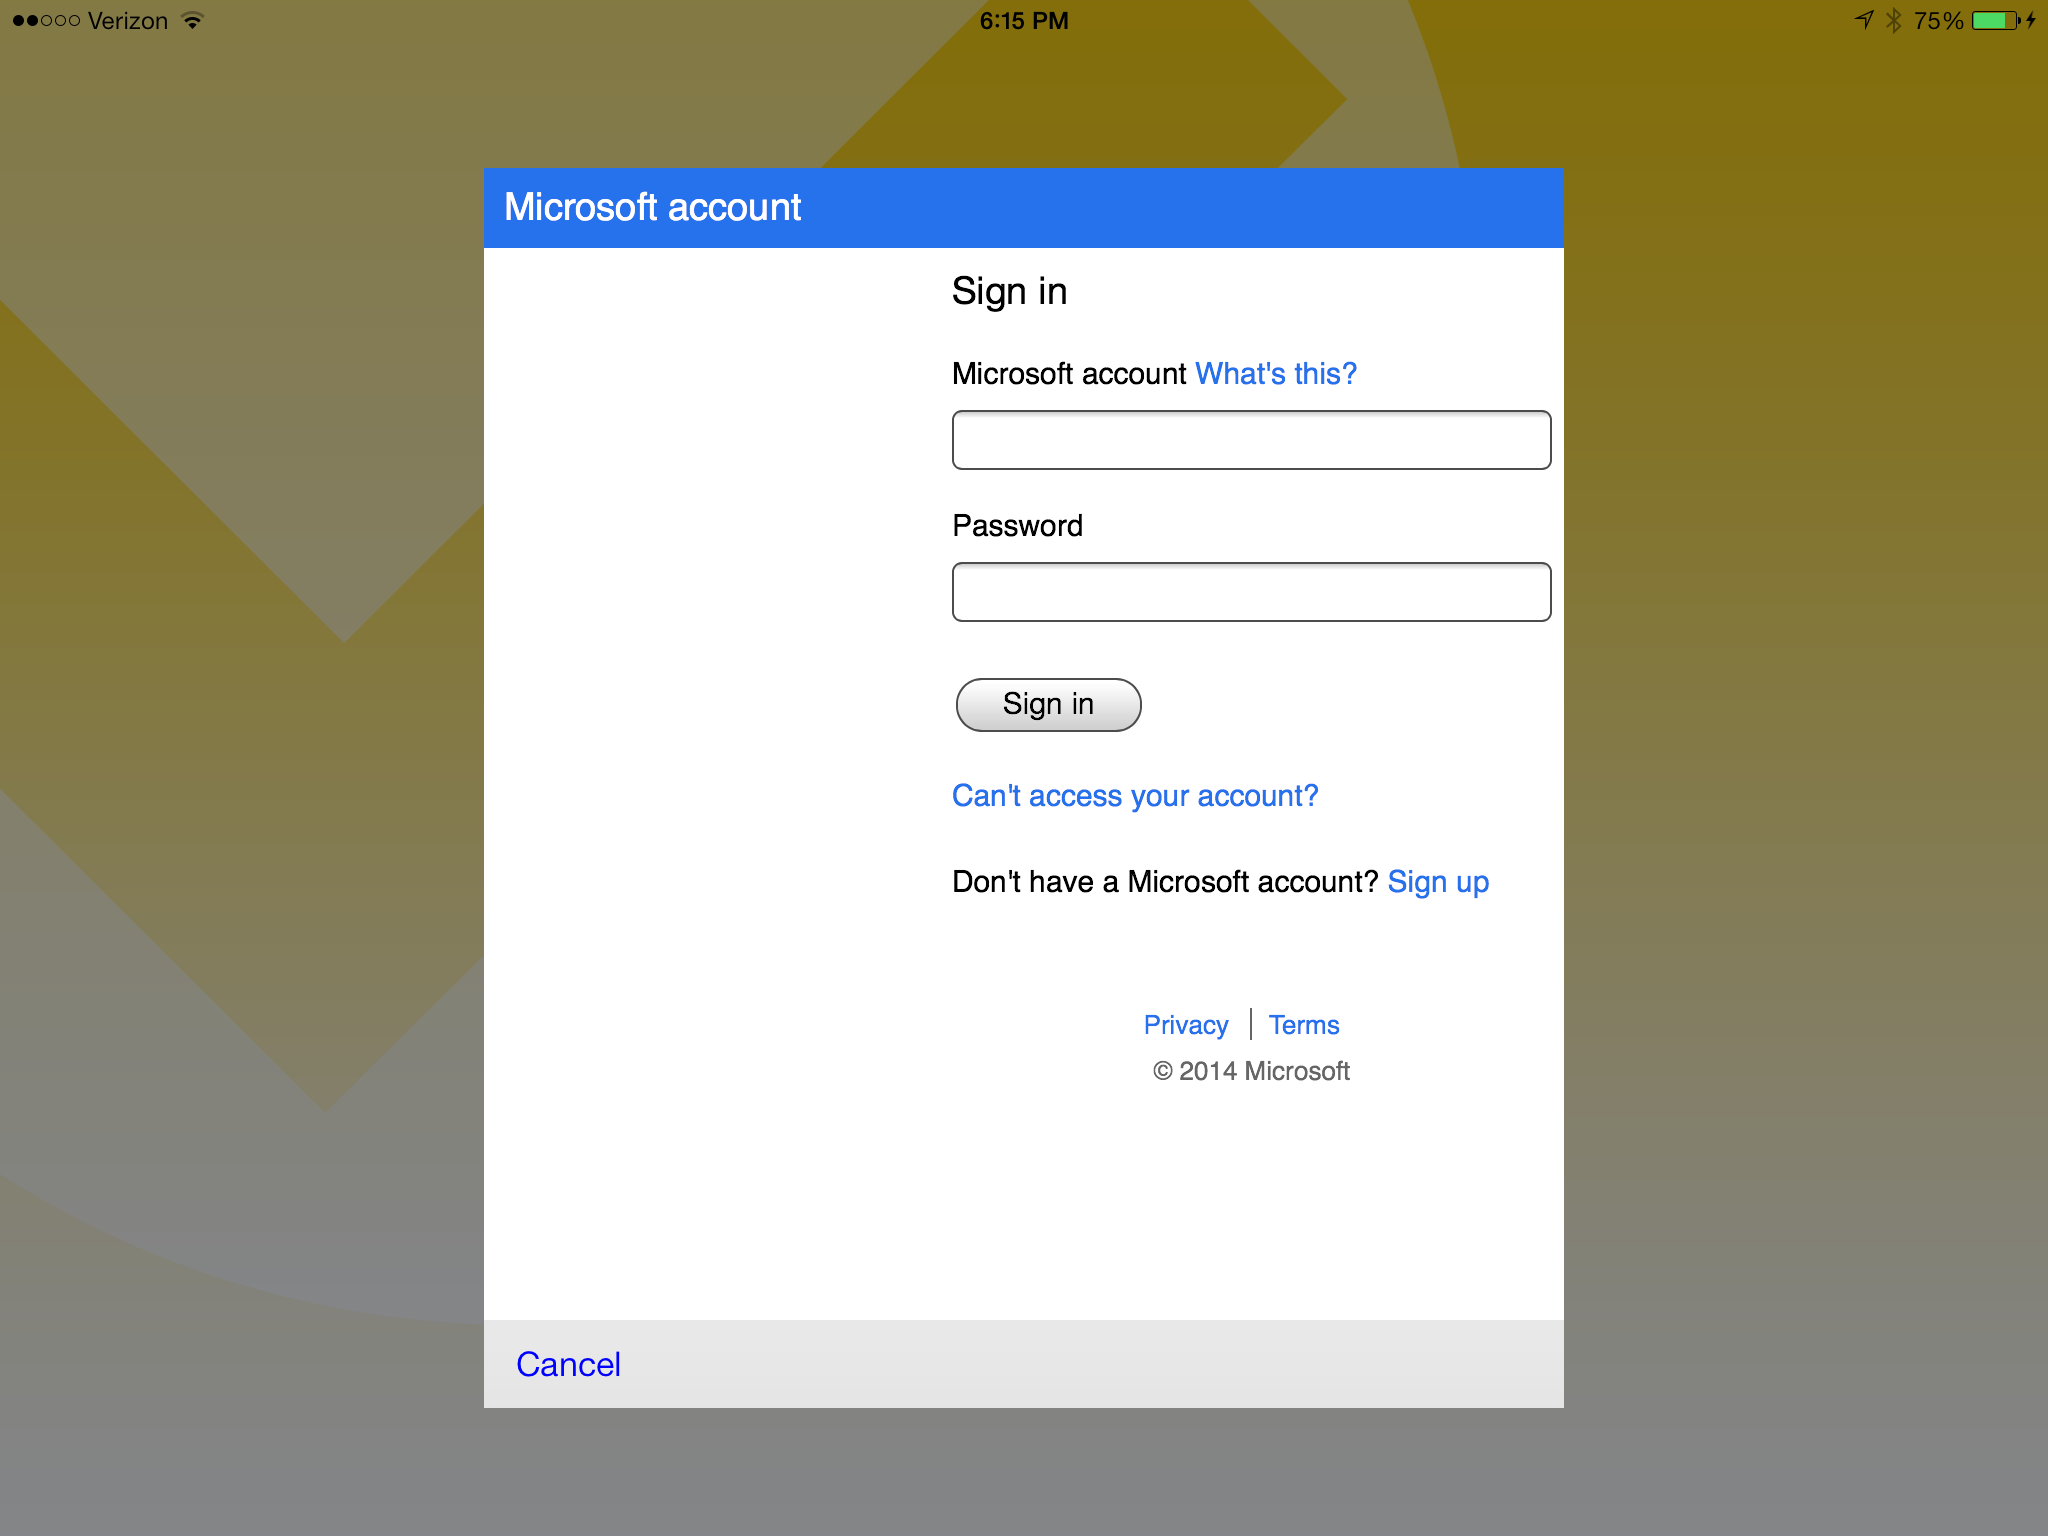 Verizon 6:15 PM 75%
Microsoft account
Sign in
Microsoft account What's this?
Password
Sign in
Can't access your account?
Don't have a Microsoft account? Sign up
Privacy | Terms
© 2014 Microsoft
Cancel